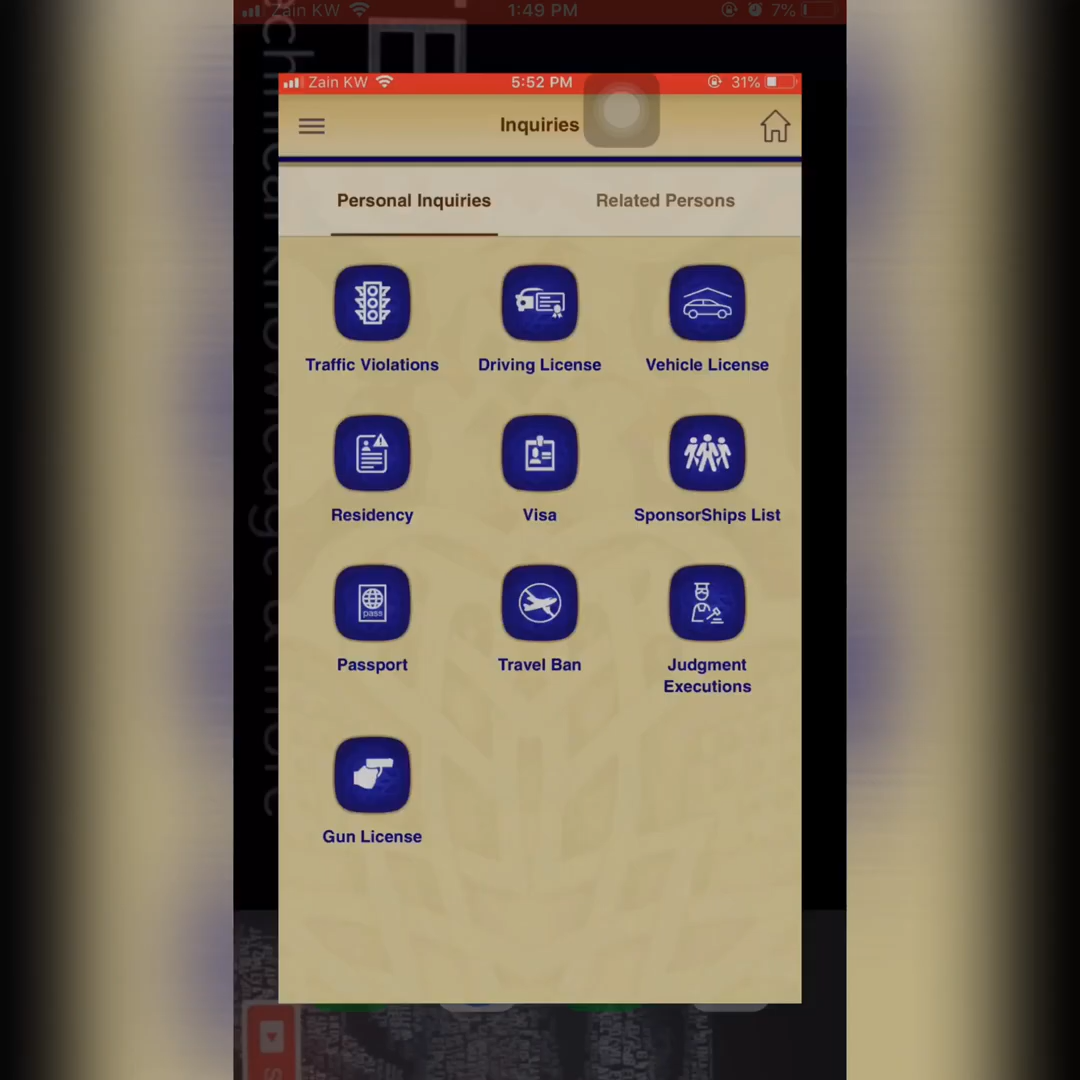 Zain KW
1:49 PM
7%
Zain KW
5:52 PM
31%
Inquiries
Personal Inquiries
Related Persons
Traffic Violations
Driving License
Vehicle License
Residency
Visa
SponsorShips List
pass
Passport
Travel Ban
Judgment
Executions
Gun License